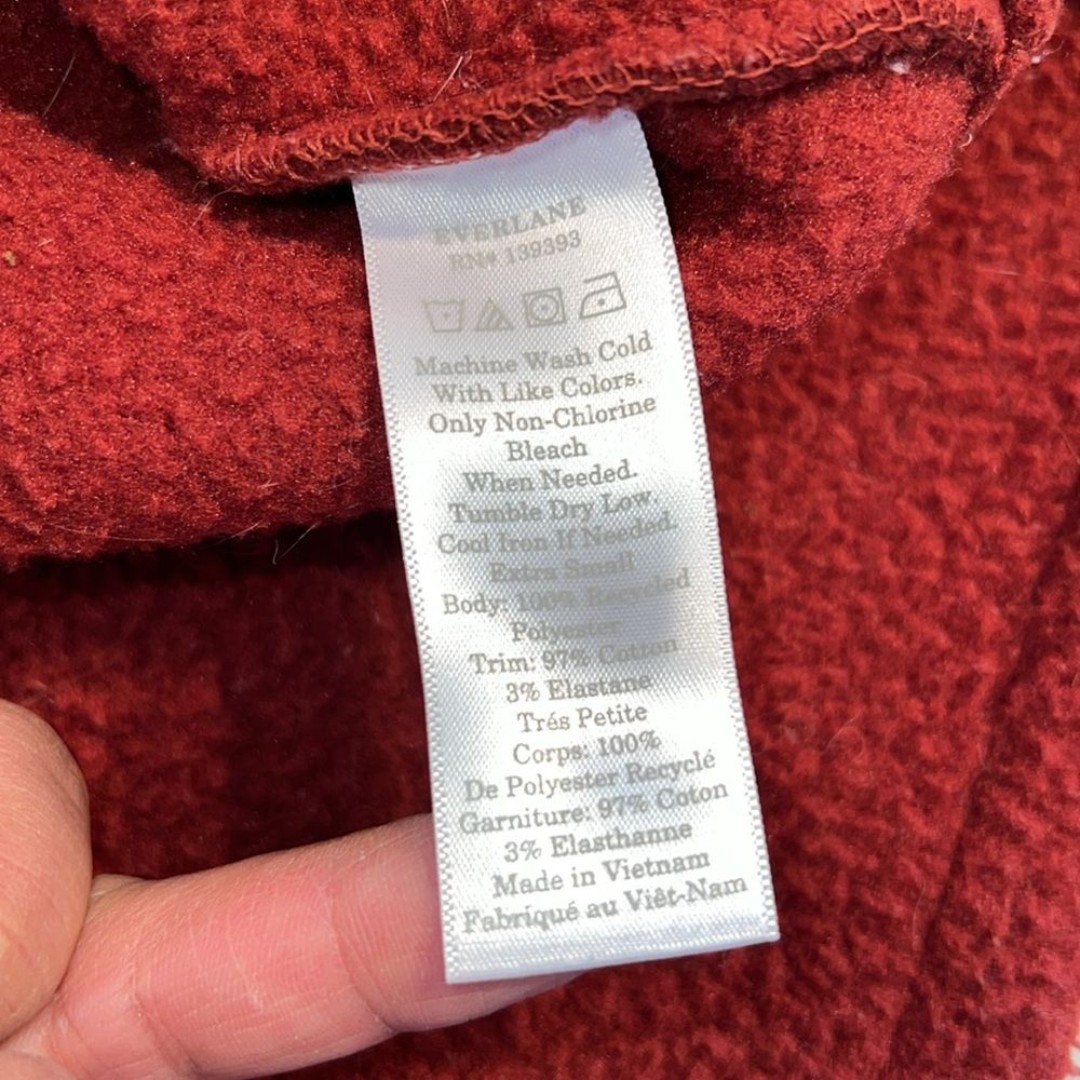 EVERLANE
RN# 139393
Machine Wash Cold
With Like Colors.
Only Non-Chlorine
Bleach
When Needed.
Tumble Dry Low.
Cool Iron If Needed.
Extra Small
Body: 100% Recycled
Polyester
Trim: 97% Cotton
3% Elastane
Trés Petite
Corps: 100%
De Polyester Recyclé
Garniture: 97% Coton
3% Elasthanne
Made in Vietnam
Fabriqué au Viêt-Nam